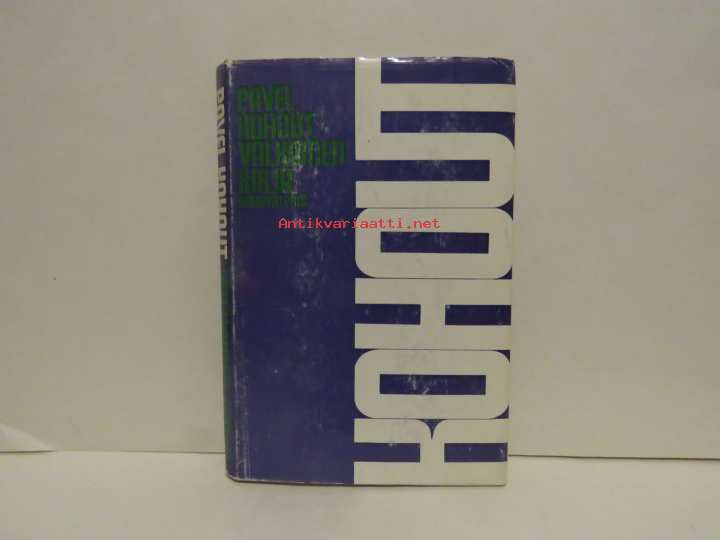 PAVEL
KOHOUT
VALKOINEN
KIRJA
KOHOUT
PAVEL KOHOUT
Antikvariaatti.net